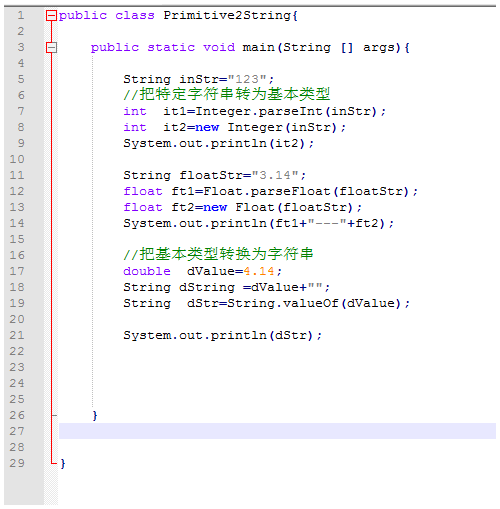 1 public class Primitive2String{
2
3 public static void main(String [] args){
4
5 String inStr="123";
6 //把特定字符串转为基本类型
7 int  it1=Integer.parseInt(inStr);
8 int  it2=new Integer(inStr);
9 System.out.println(it2);
10
11 String floatStr="3.14";
12 float ft1=Float.parseFloat(floatStr);
13 float ft2=new Float(floatStr);
14 System.out.println(ft1+"---"+ft2);
15
16 //把基本类型转换为字符串
17 double  dValue=4.14;
18 String dString =dValue+"";
19 String  dStr=String.valueOf(dValue);
20
21 System.out.println(dStr);
22
23
24
25
26 }
27
28
29 }